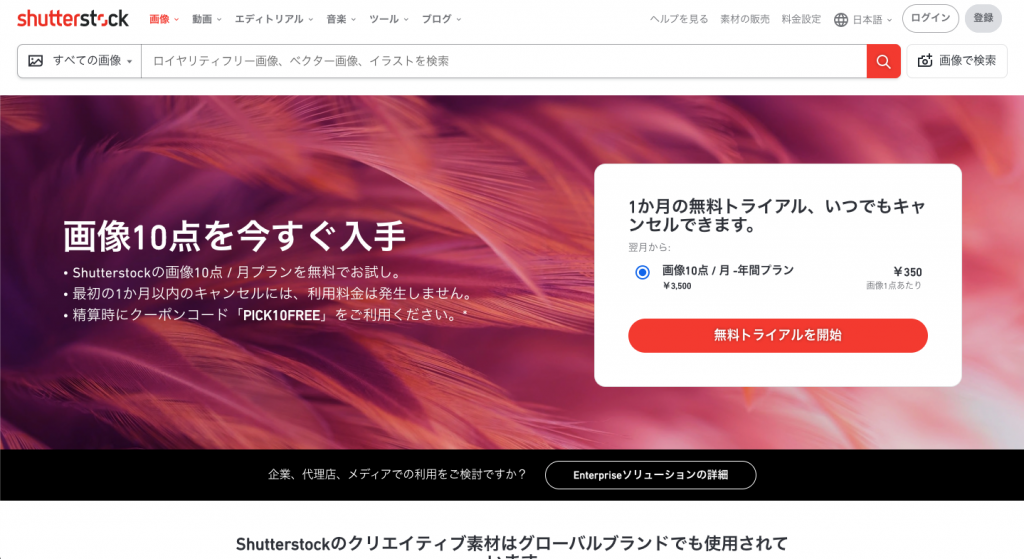 shutterstock 画像 動画 エディトリアル 音楽 ツール ブログ ヘルプを見る 素材の販売 料金設定 日本語 ログイン 登録
すべての画像 ロイヤリティフリー画像、ベクター画像、イラストを検索 画像で検索
画像10点を今すぐ入手
• Shutterstockの画像10点 / 月プランを無料でお試し。
• 最初の1か月以内のキャンセルには、利用料金は発生しません。
• 精算時にクーポンコード「PICK10FREE」をご利用ください。*
1か月の無料トライアル、いつでもキャ
ンセルできます。
翌月から:
画像10点 / 月 -年間プラン ¥350
¥3,500 画像1点あたり
無料トライアルを開始
企業、代理店、メディアでの利用をご検討ですか? Enterpriseソリューションの詳細
Shutterstockのクリエイティブ素材はグローバルブランドでも使用されて